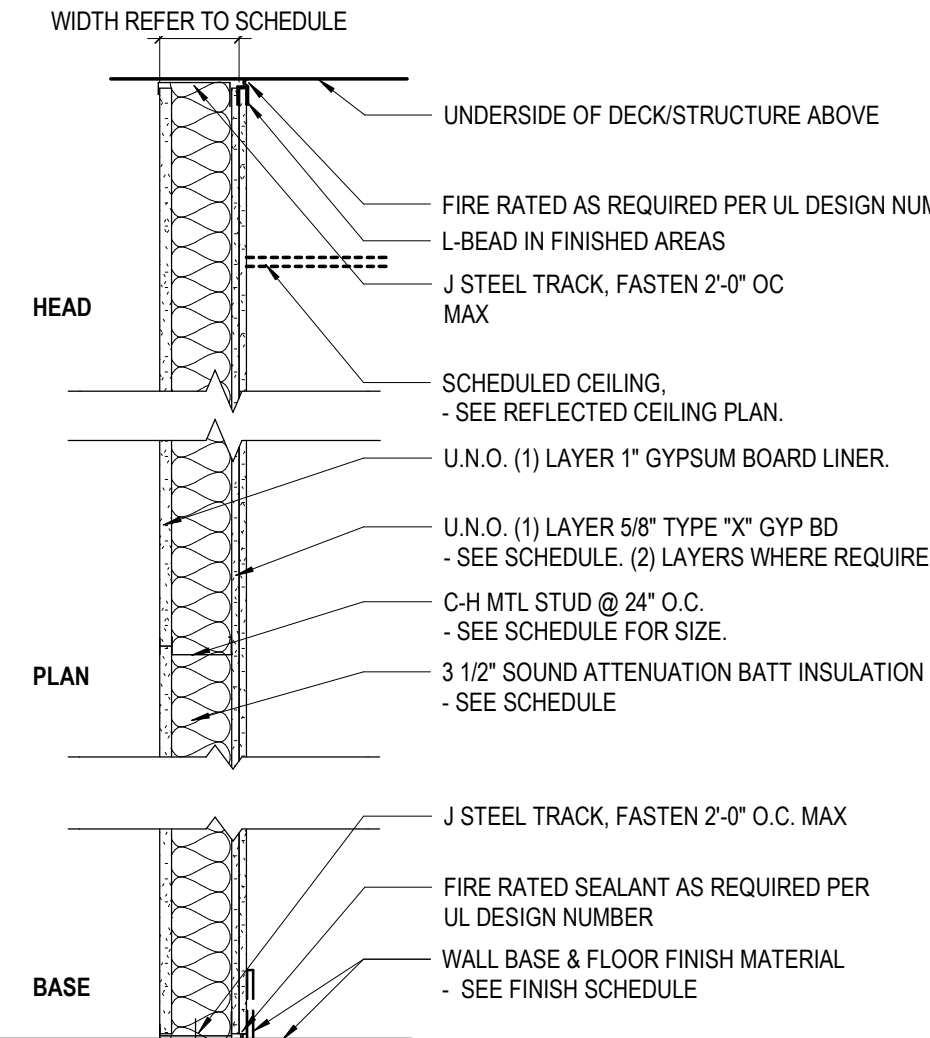 WIDTH REFER TO SCHEDULE
UNDERSIDE OF DECK/STRUCTURE ABOVE
FIRE RATED AS REQUIRED PER UL DESIGN
L-BEAD IN FINISHED AREAS
J STEEL TRACK, FASTEN 2'-0" OC
MAX
HEAD
SCHEDULED CEILING,
- SEE REFLECTED CEILING PLAN.
U.N.O. (1) LAYER 1" GYPSUM BOARD LINER.
U.N.O. (1) LAYER 5/8" TYPE "X" GYP BD
- SEE SCHEDULE. (2) LAYERS WHERE REQUIRE
C-H MTL STUD @ 24" O.C.
- SEE SCHEDULE FOR SIZE.
PLAN
3 1/2" SOUND ATTENUATION BATT INSULATION
- SEE SCHEDULE
J STEEL TRACK, FASTEN 2'-0" O.C. MAX
FIRE RATED SEALANT AS REQUIRED PER
UL DESIGN NUMBER
BASE
WALL BASE & FLOOR FINISH MATERIAL
- SEE FINISH SCHEDULE